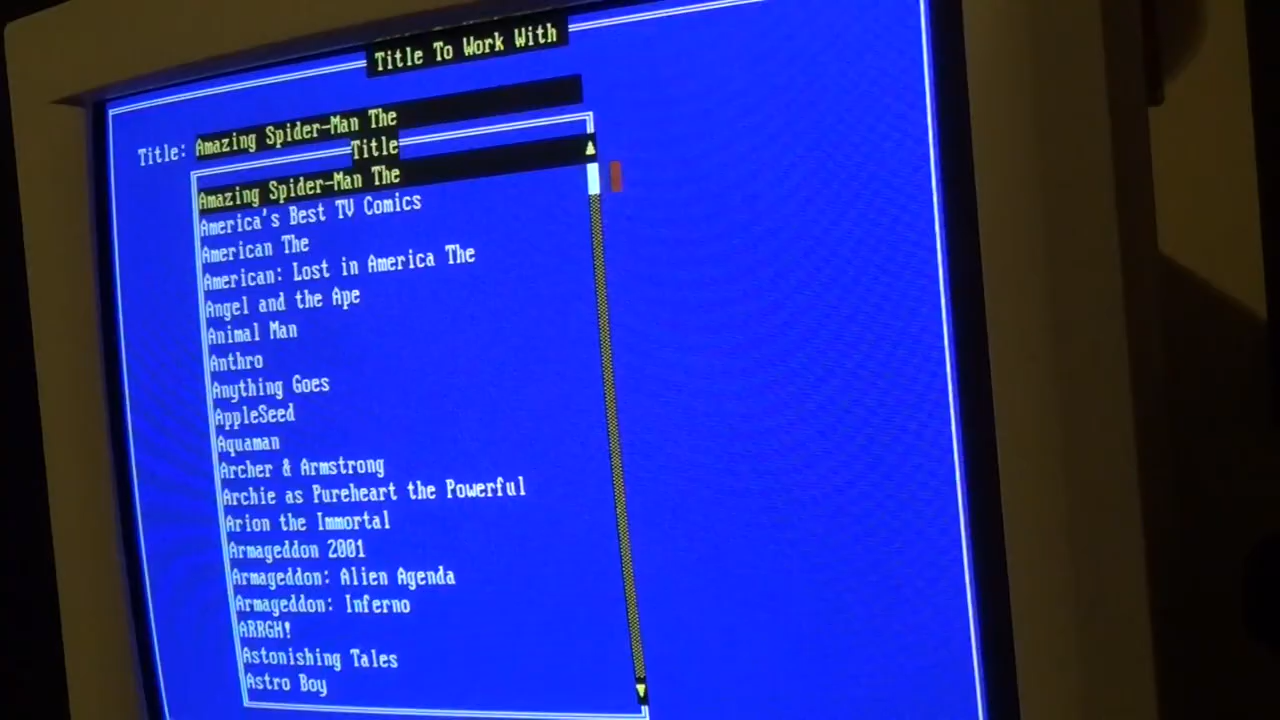 Title To Work With
Title: Amazing Spider-Man The
Title
Amazing Spider-Man The
America's Best TV Comics
American The
American: Lost in America The
Angel and the Ape
Animal Man
Anthro
Anything Goes
AppleSeed
Aquaman
Archer & Armstrong
Archie as Pureheart the Powerful
Arion the Immortal
Armageddon 2001
Armageddon: Alien Agenda
Armageddon: Inferno
ARRGH!
Astonishing Tales
Astro Boy